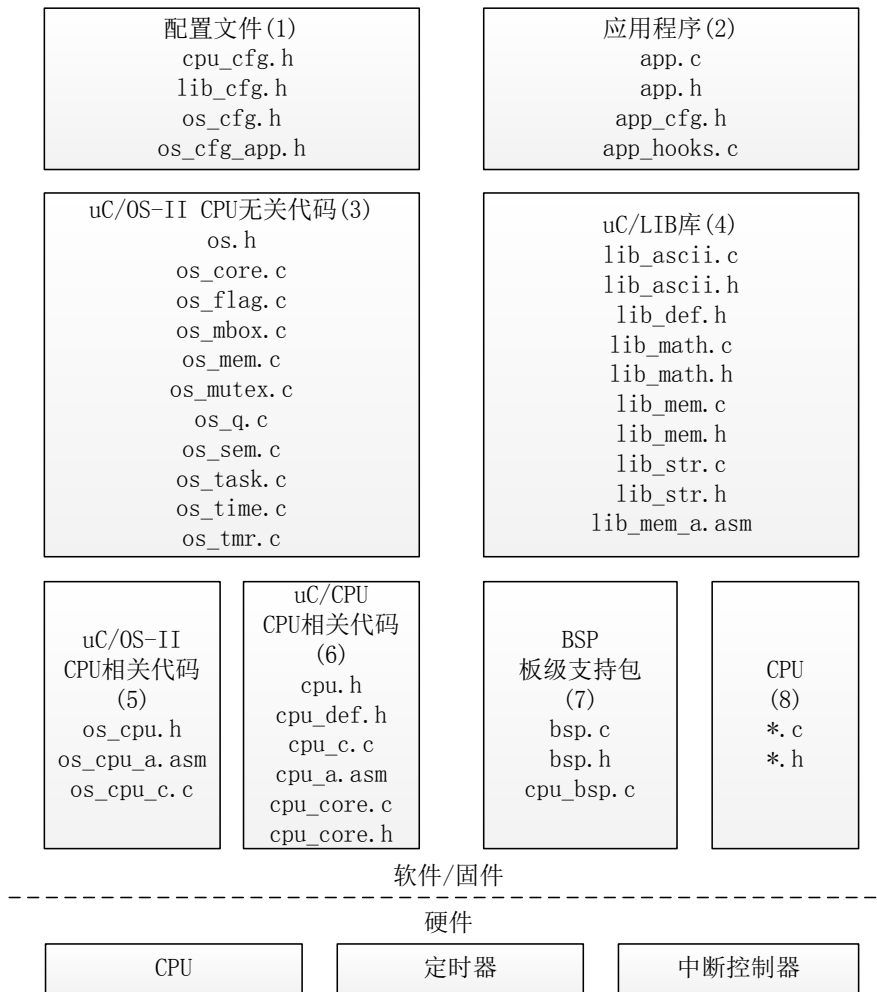 配置文件(1)
cpu_cfg.h
lib_cfg.h
os_cfg.h
os_cfg_app.h
应用程序(2)
app.c
app.h
app_cfg.h
app_hooks.c
uC/OS-II CPU无关代码(3)
os.h
os_core.c
os_flag.c
os_mbox.c
os_mem.c
os_mutex.c
os_q.c
os_sem.c
os_task.c
os_time.c
os_tmr.c
uC/LIB库(4)
lib_ascii.c
lib_ascii.h
lib_def.h
lib_math.c
lib_math.h
lib_mem.c
lib_mem.h
lib_str.c
lib_str.h
lib_mem_a.asm
uC/OS-II
CPU相关代码
(5)
os_cpu.h
os_cpu_a.asm
os_cpu_c.c
uC/CPU
CPU相关代码
(6)
cpu.h
cpu_def.h
cpu_c.c
cpu_a.asm
cpu_core.c
cpu_core.h
BSP
板级支持包
(7)
bsp.c
bsp.h
cpu_bsp.c
CPU
(8)
*.c
*.h
软件/固件
硬件
CPU
定时器
中断控制器